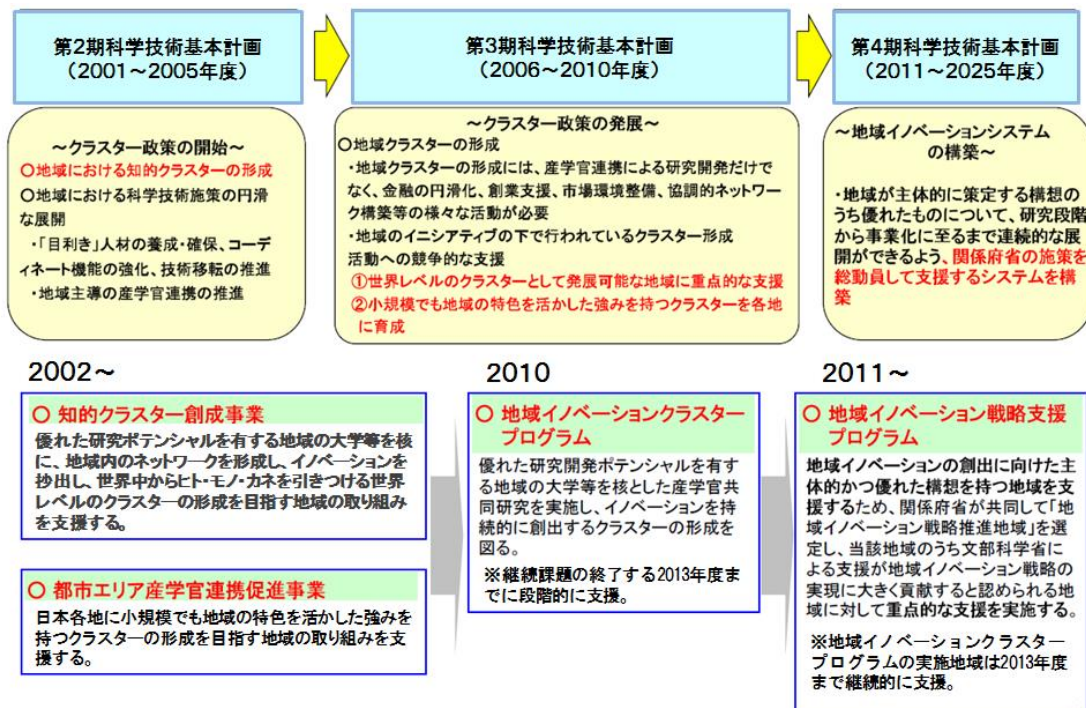 第2期科学技術基本計画
（2001～2005年度）
第3期科学技術基本計画
（2006～2010年度）
第4期科学技術基本計画
（2011～2025年度）
～クラスター政策の開始～
○地域における知的クラスターの形成
○地域における科学技術施策の円滑
な展開
・「目利き」人材の養成・確保、コーデ
ィネート機能の強化、技術移転の推進
・地域主導の産学官連携の推進
～クラスター政策の発展～
○地域クラスターの形成
・地域クラスターの形成には、産学官連携による研究開発だけで
なく、金融の円滑化、創業支援、市場環境整備、協調的ネットワー
ク構築等の様々な活動が必要
・地域のイニシアティブの下で行われているクラスター形成
活動への競争的な支援
①世界レベルのクラスターとして発展可能な地域に重点的な支援
②小規模でも地域の特色を活かした強みを持つクラスターを各地
に育成
～地域イノベーションシステム
の構築～
・地域が主体的に策定する構想の
うち優れたものについて、研究段階
から事業化に至るまで連続的な展
開ができるよう、関係府省の施策を
総動員して支援するシステムを構
築
2002～
○ 知的クラスター創成事業
優れた研究ポテンシャルを有する地域の大学等を核
に、地域内のネットワークを形成し、イノベーションを
抄出し、世界中からヒト・モノ・カネを引きつける世界
レベルのクラスターの形成を目指す地域の取り組み
を支援する。
○ 都市エリア産学官連携促進事業
日本各地に小規模でも地域の特色を活かした強みを
持つクラスターの形成を目指す地域の取り組みを支
援する。
2010
○ 地域イノベーションクラスター
プログラム
優れた研究開発ポテンシャルを有す
る地域の大学等を核とした産学官共
同研究を実施し、イノベーションを持
続的に創出するクラスターの形成を
図る。
※継続課題の終了する2013年度ま
でに段階的に支援。
2011～
○ 地域イノベーション戦略支援
プログラム
地域イノベーションの創出に向けた主
体的かつ優れた構想を持つ地域を支
援するため、関係府省が共同して「地
域イノベーション戦略推進地域」を選
定し、当該地域のうち文部科学省に
よる支援が地域イノベーション戦略の
実現に大きく貢献すると認められる地
域に対して重点的な支援を実施する。
※地域イノベーションクラスター
プログラムの実施地域は2013年度
まで継続的に支援。